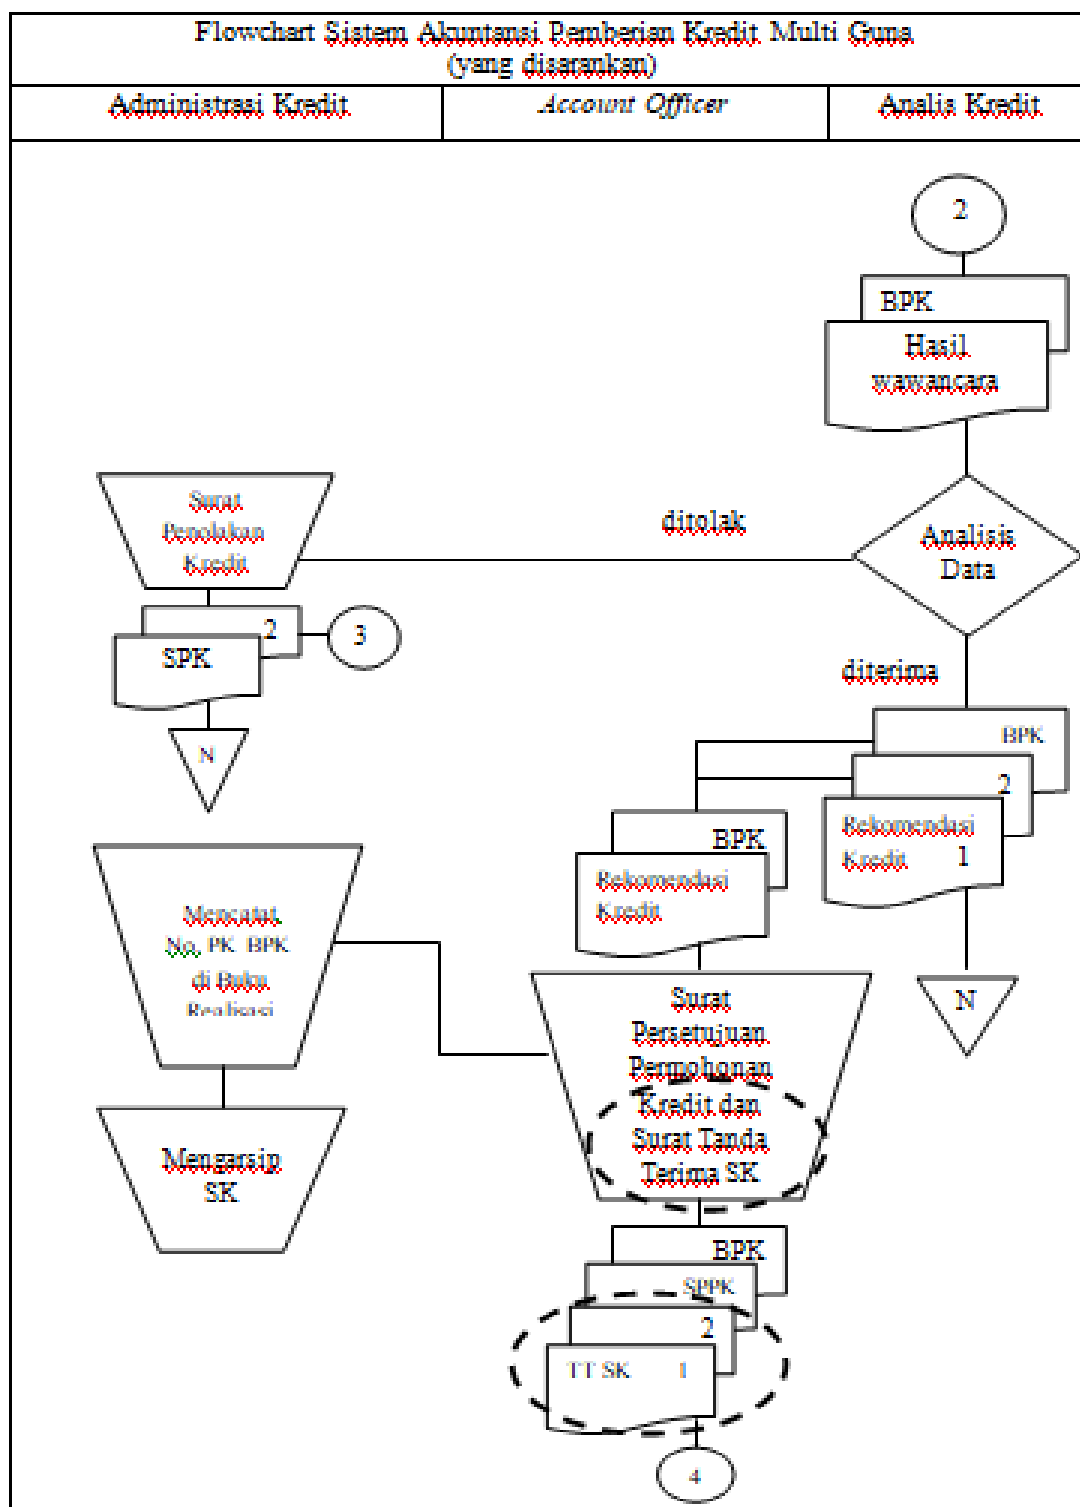 Flowchart Sistem Akuntansi Pemberian Kredit Multi Guna
(yang disarankan)
Administrasi Kredit
Account Officer
Analis Kredit
2
BPK
Hasil
wawancara
Analisis
Data
ditolak
Surat
Penolakan
Kredit
2
SPK
3
N
diterima
BPK
2
Rekomendasi
Kredit 1
N
BPK
Rekomendasi
Kredit
Surat
Persetujuan
Permohonan
Kredit dan
Surat Tanda
Terima SK
Mencatat
No. PK BPK
di Buku
Realisasi
Mengarsip
SK
BPK
SPPK
2
TT SK 1
4